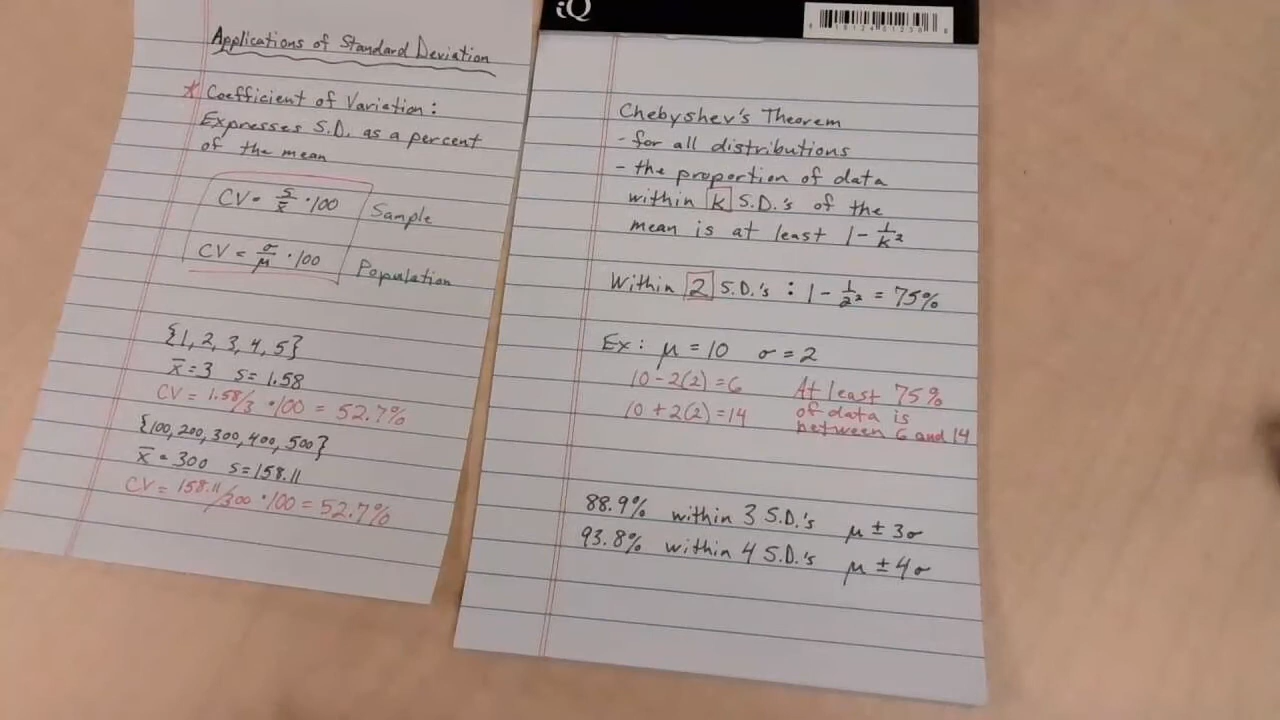 Applications of Standard Deviation
* Coefficient of Variation:
Expresses S.D. as a percent
of the mean
CV = s/x̄ · 100 Sample
CV = σ/μ · 100 Population
{1, 2, 3, 4, 5}
x̄ = 3 s = 1.58
CV = 1.58/3 · 100 = 52.7%
{100, 200, 300, 400, 500}
x̄ = 300 s = 158.11
CV = 158.11/300 · 100 = 52.7%
iQ
Chebyshev's Theorem
- for all distributions
- the proportion of data
within k S.D.'s of the
mean is at least 1 - 1/k²
Within 2 S.D.'s : 1 - 1/2² = 75%
Ex: μ = 10 σ = 2
10 - 2(2) = 6
10 + 2(2) = 14
At least 75%
of data is
between 6 and 14
88.9% within 3 S.D.'s μ ± 3σ
93.8% within 4 S.D.'s μ ± 4σ